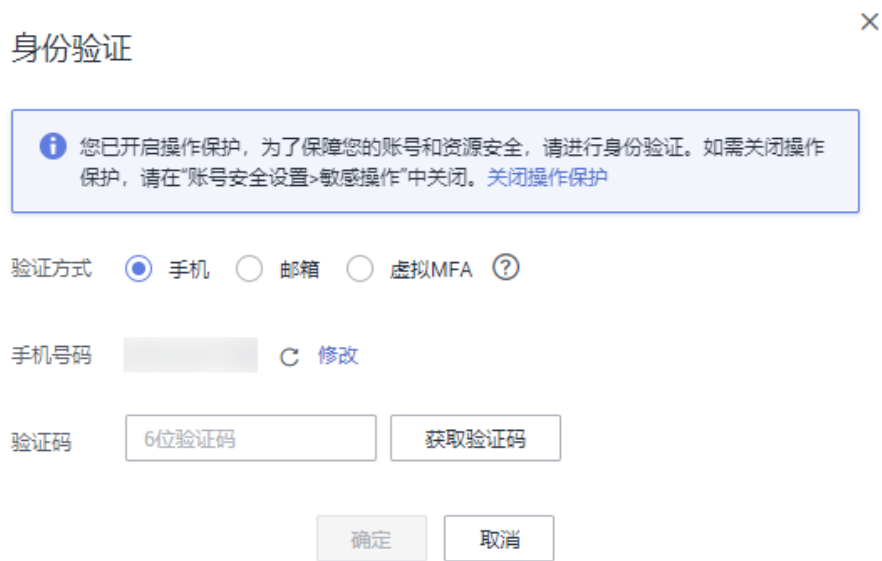 身份验证
您已开启操作保护，为了保障您的账号和资源安全，请进行身份验证。如需关闭操作
保护，请在“账号安全设置>敏感操作”中关闭。关闭操作保护
验证方式 手机 邮箱 虚拟MFA
手机号码 修改
验证码 6位验证码 获取验证码
确定 取消